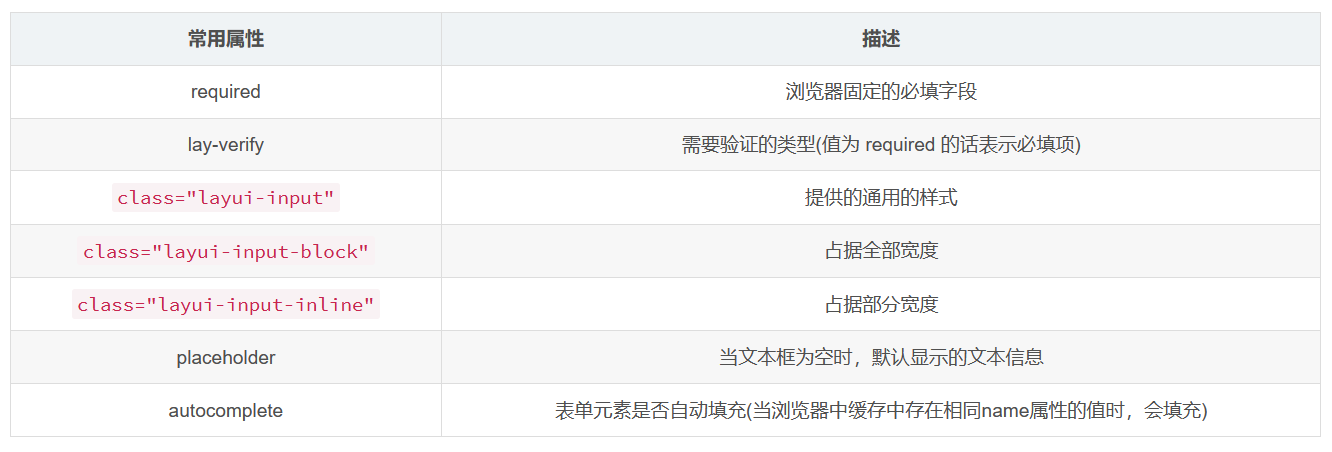 常用属性 描述
required 浏览器固定的必填字段
lay-verify 需要验证的类型(值为 required 的话表示必填项)
class="layui-input" 提供的通用的样式
class="layui-input-block" 占据全部宽度
class="layui-input-inline" 占据部分宽度
placeholder 当文本框为空时，默认显示的文本信息
autocomplete 表单元素是否自动填充(当浏览器中缓存中存在相同name属性的值时，会填充)